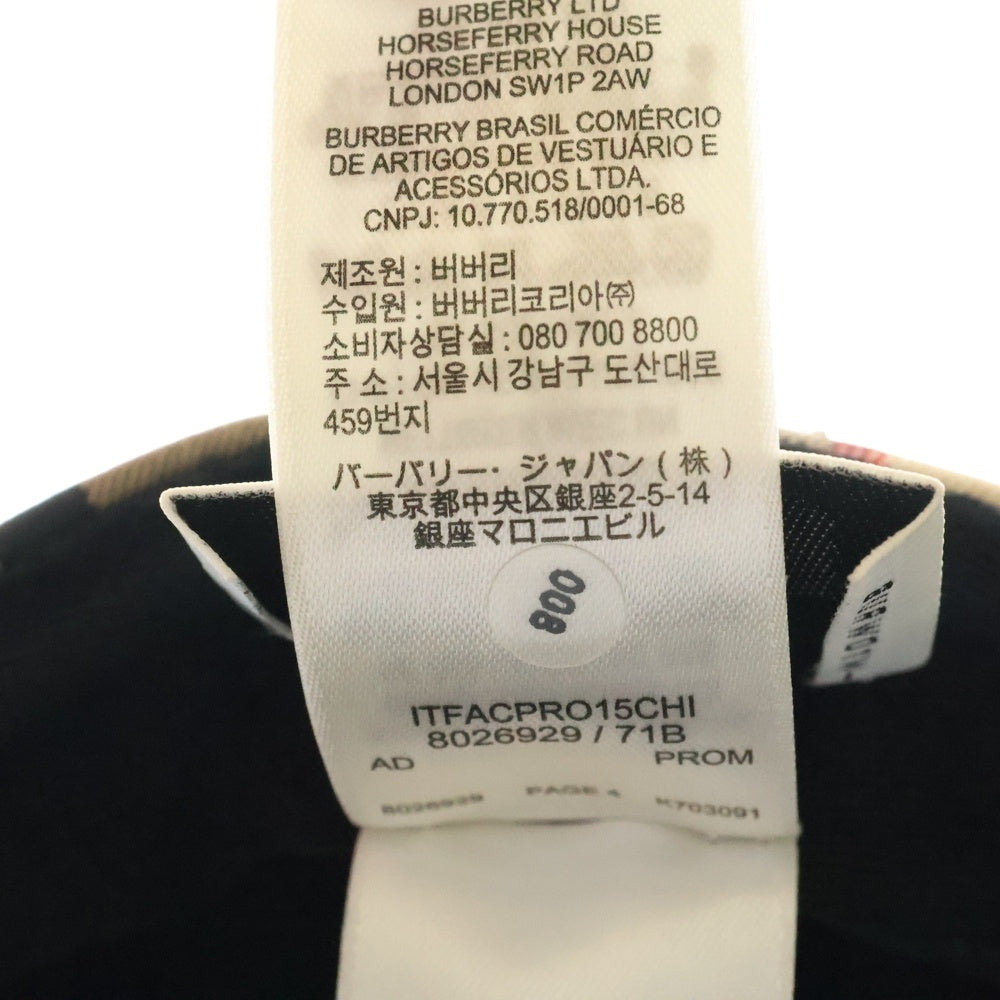 BURBERRY LTD
HORSEFERRY HOUSE
HORSEFERRY ROAD
LONDON SW1P 2AW
BURBERRY BRASIL COMÉRCIO
DE ARTIGOS DE VESTUÁRIO E
ACESSÓRIOS LTDA.
CNPJ: 10.770.518/0001-68
제조원 : 버버리
수입원 : 버버리코리아㈜
소비자상담실 : 080 700 8800
주 소 : 서울시 강남구 도산대로
459번지
バーバリー・ジャパン ( 株 )
東京都中央区銀座2-5-14
銀座マロニエビル
008
ITFACPRO15CHI
8026929 / 71B
AD PROM
8026929 PAGE 4 K703091